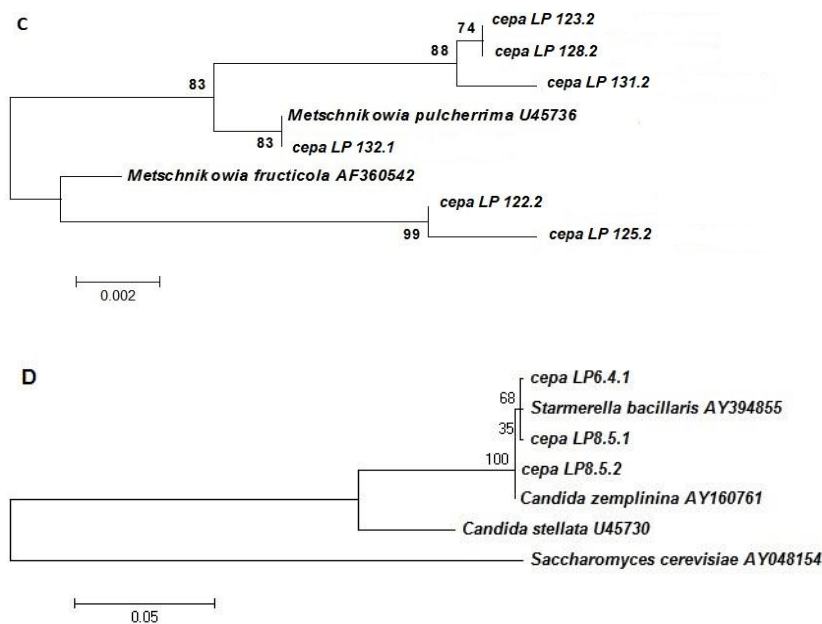 C
cepa LP 123.2
74
88
cepa LP 128.2
83
cepa LP 131.2
Metschnikowia pulcherrima U45736
83
cepa LP 132.1
Metschnikowia fructicola AF360542
cepa LP 122.2
99
cepa LP 125.2
0.002
D
cepa LP6.4.1
68
Starmerella bacillaris AY394855
35
cepa LP8.5.1
100
cepa LP8.5.2
Candida zemplinina AY160761
Candida stellata U45730
Saccharomyces cerevisiae AY048154
0.05